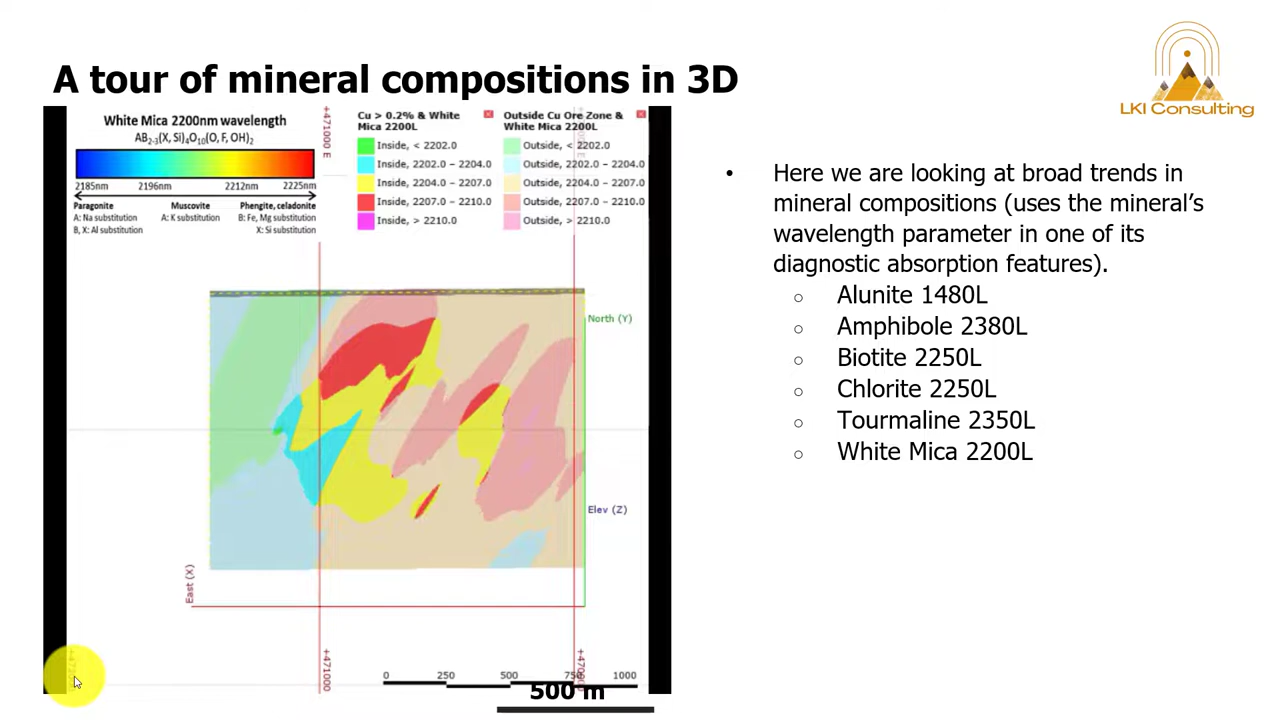 A tour of mineral compositions in 3D
LKI Consulting
White Mica 2200nm wavelength
AB2-3(X, Si)4O10(O, F, OH)2
2185nm 2196nm 2212nm 2225nm
Paragonite Muscovite Phengite, celadonite
A: Na substitution A: K substitution B: Fe, Mg substitution
B, X: Al substitution X: Si substitution
Cu > 0.2% & White
Mica 2200L
Inside, < 2202.0
Inside, 2202.0 – 2204.0
Inside, 2204.0 – 2207.0
Inside, 2207.0 – 2210.0
Inside, > 2210.0
Outside Cu Ore Zone &
White Mica 2200L
Outside, < 2202.0
Outside, 2202.0 – 2204.0
Outside, 2204.0 – 2207.0
Outside, 2207.0 – 2210.0
Outside, > 2210.0
+471000 E
North (Y)
Elev (Z)
East (X)
+471000
0 250 500 750 1000
500 m
• Here we are looking at broad trends in
mineral compositions (uses the mineral’s
wavelength parameter in one of its
diagnostic absorption features).
○ Alunite 1480L
○ Amphibole 2380L
○ Biotite 2250L
○ Chlorite 2250L
○ Tourmaline 2350L
○ White Mica 2200L